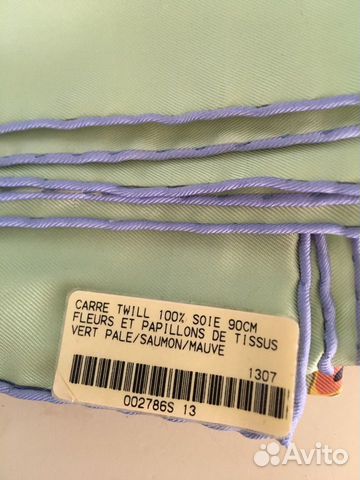 CARRE TWILL 100% SOIE 90CM
FLEURS ET PAPILLONS DE TISSUS
VERT PALE/SAUMON/MAUVE
1307
002786S 13
Avito